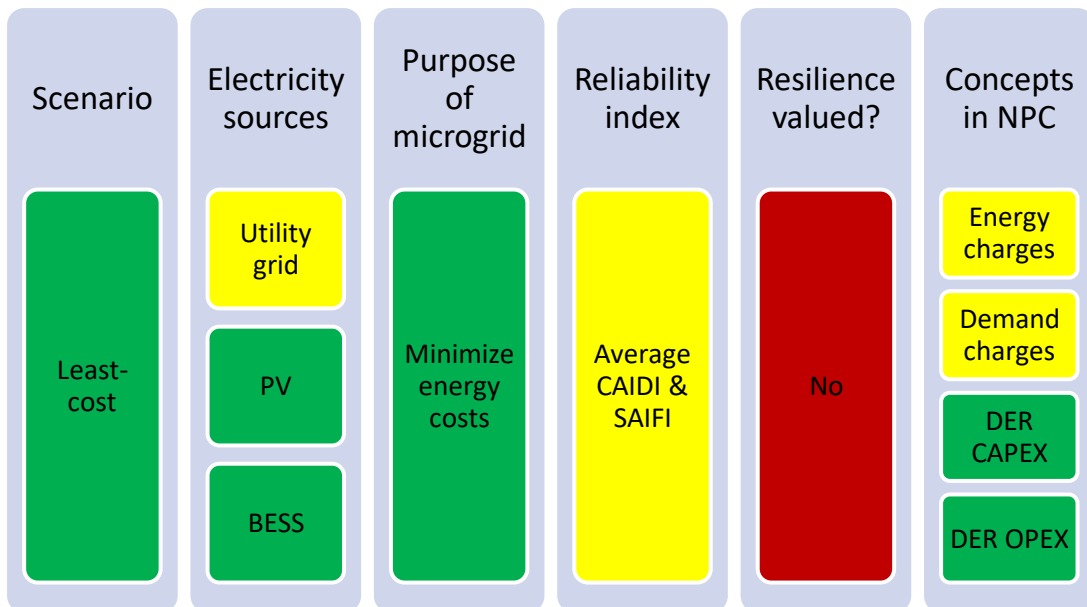 Scenario
Electricity
sources
Purpose
of
microgrid
Reliability
index
Resilience
valued?
Concepts
in NPC
Least-
cost
Utility
grid
PV
BESS
Minimize
energy
costs
Average
CAIDI &
SAIFI
No
Energy
charges
Demand
charges
DER
CAPEX
DER OPEX